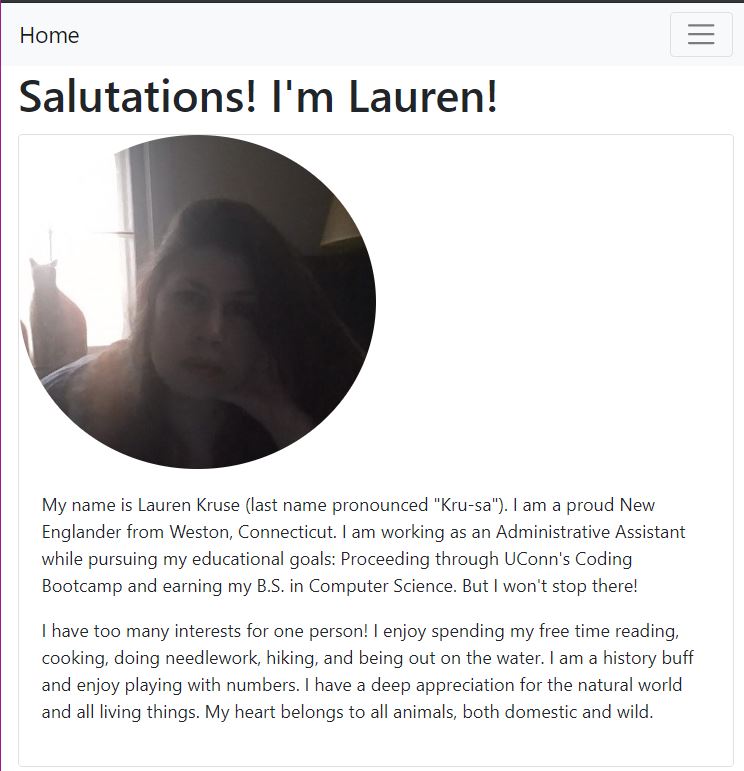 Home
Salutations! I'm Lauren!
My name is Lauren Kruse (last name pronounced "Kru-sa"). I am a proud New
Englander from Weston, Connecticut. I am working as an Administrative Assistant
while pursuing my educational goals: Proceeding through UConn's Coding
Bootcamp and earning my B.S. in Computer Science. But I won't stop there!
I have too many interests for one person! I enjoy spending my free time reading,
cooking, doing needlework, hiking, and being out on the water. I am a history buff
and enjoy playing with numbers. I have a deep appreciation for the natural world
and all living things. My heart belongs to all animals, both domestic and wild.